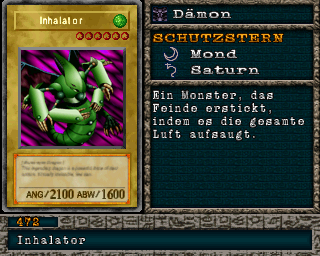 Inhalator
ANG/2100 ABW/1600
Dämon
SCHUTZSTERN
Mond
Saturn
Ein Monster, das
Feinde erstickt,
indem es die gesamte
Luft aufsaugt.
472
Inhalator